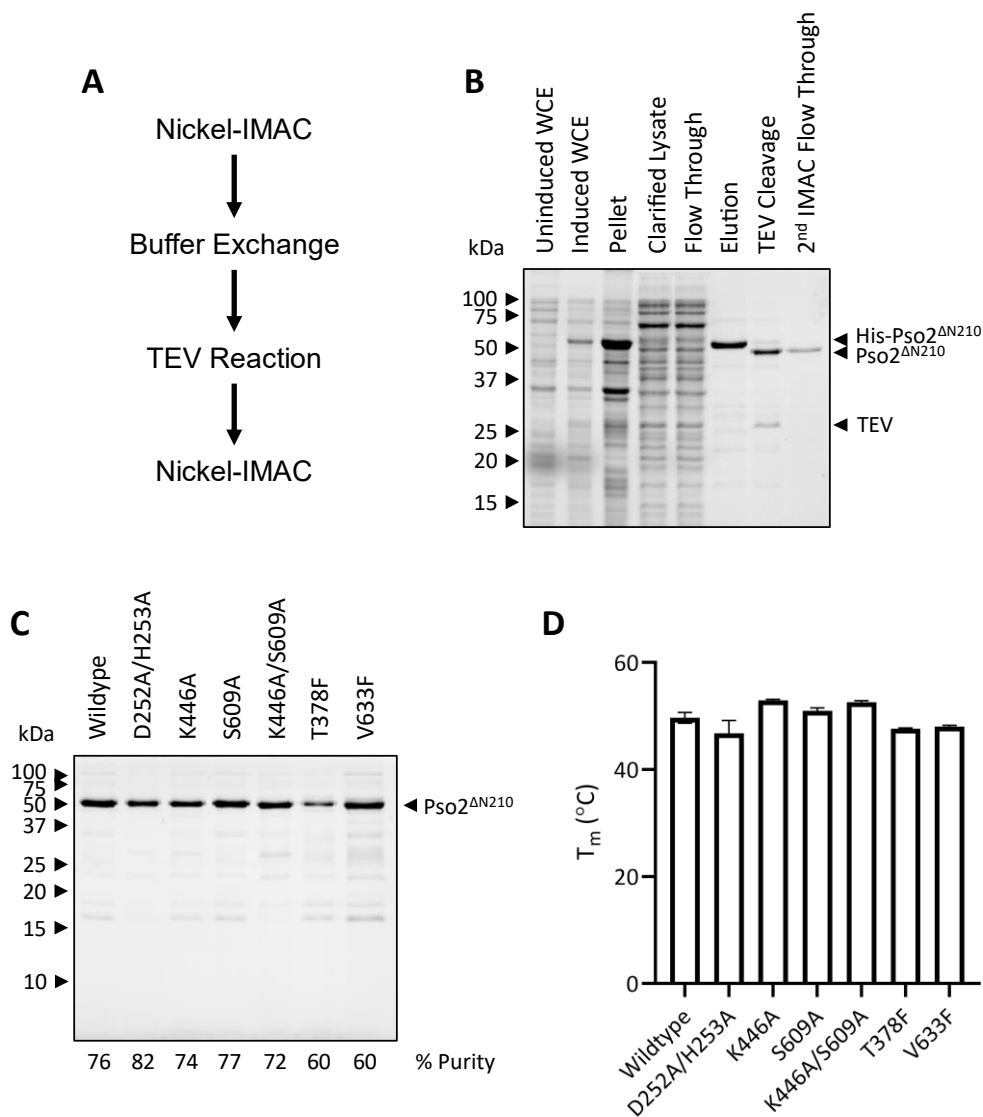 A
Nickel-IMAC
Buffer Exchange
TEV Reaction
Nickel-IMAC
B
Uninduced WCE
Induced WCE
Pellet
Clarified Lysate
Flow Through
Elution
TEV Cleavage
2nd IMAC Flow Through
kDa
100
75
50
37
25
20
15
His-Pso2ΔN210
Pso2ΔN210
TEV
C
Wildype
D252A/H253A
K446A
S609A
K446A/S609A
T378F
V633F
kDa
100
75
50
37
25
20
15
10
Pso2ΔN210
76 82 74 77 72 60 60 % Purity
D
Tm (°C)
60
40
20
0
Wildtype
D252A/H253A
K446A
S609A
K446A/S609A
T378F
V633F